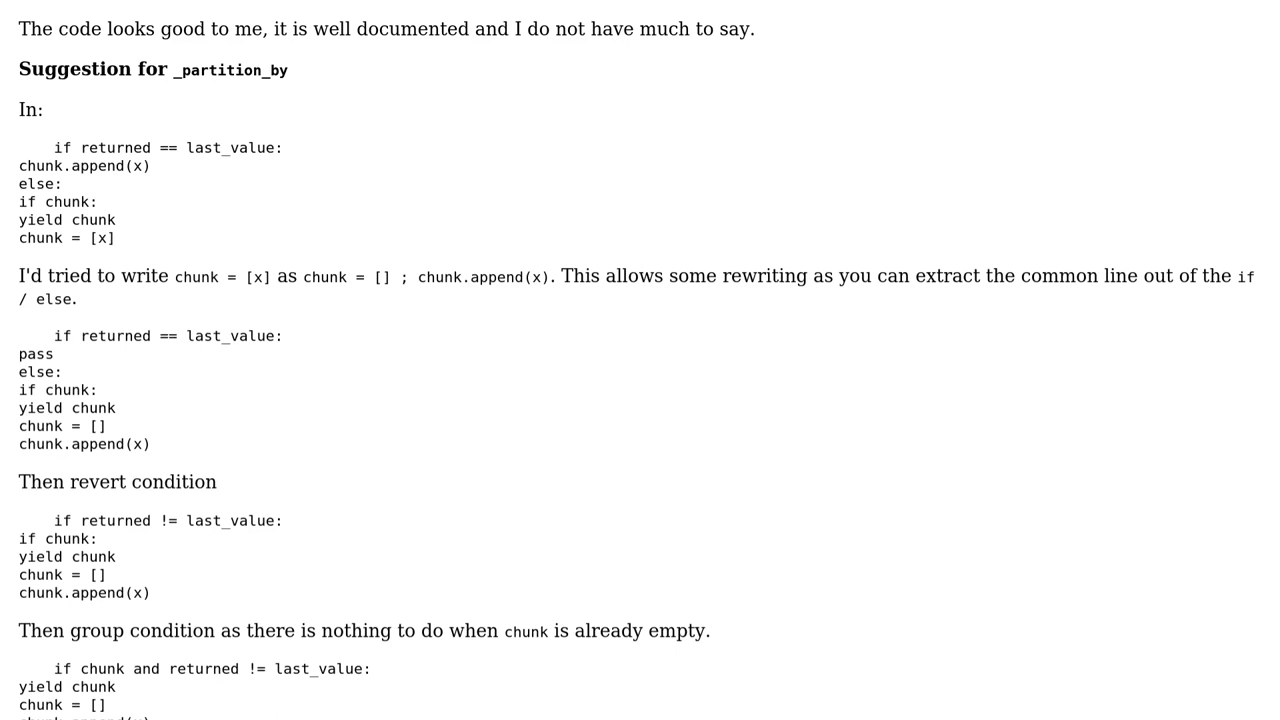 The code looks good to me, it is well documented and I do not have much to say.
Suggestion for _partition_by
In:
if returned == last_value:
chunk.append(x)
else:
if chunk:
yield chunk
chunk = [x]
I'd tried to write chunk = [x] as chunk = [] ; chunk.append(x). This allows some rewriting as you can extract the common line out of the if
/ else.
if returned == last_value:
pass
else:
if chunk:
yield chunk
chunk = []
chunk.append(x)
Then revert condition
if returned != last_value:
if chunk:
yield chunk
chunk = []
chunk.append(x)
Then group condition as there is nothing to do when chunk is already empty.
if chunk and returned != last_value:
yield chunk
chunk = []